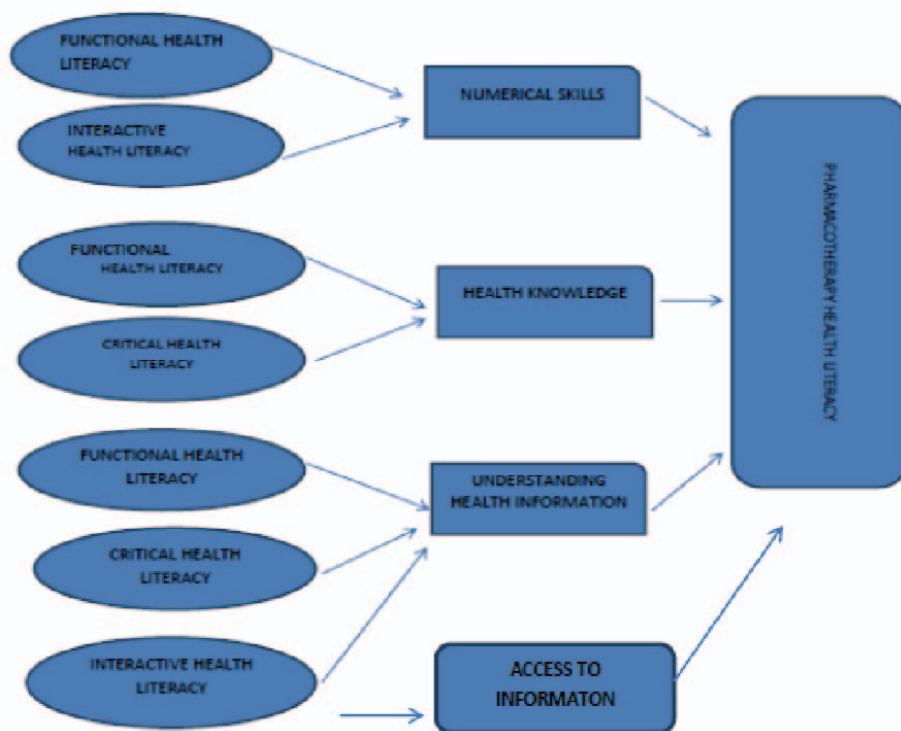 FUNCTIONAL HEALTH
LITERACY
NUMERICAL SKILLS
INTERACTIVE
HEALTH LITERACY
FUNCTIONAL
HEALTH LITERACY
HEALTH KNOWLEDGE
CRITICAL HEALTH
LITERACY
FUNCTIONAL HEALTH
LITERACY
UNDERSTANDING
HEALTH INFORMATION
CRITICAL HEALTH
LITERACY
INTERACTIVE HEALTH
LITERACY
ACCESS TO
INFORMATON
PHARMACOTHERAPY HEALTH LITERACY